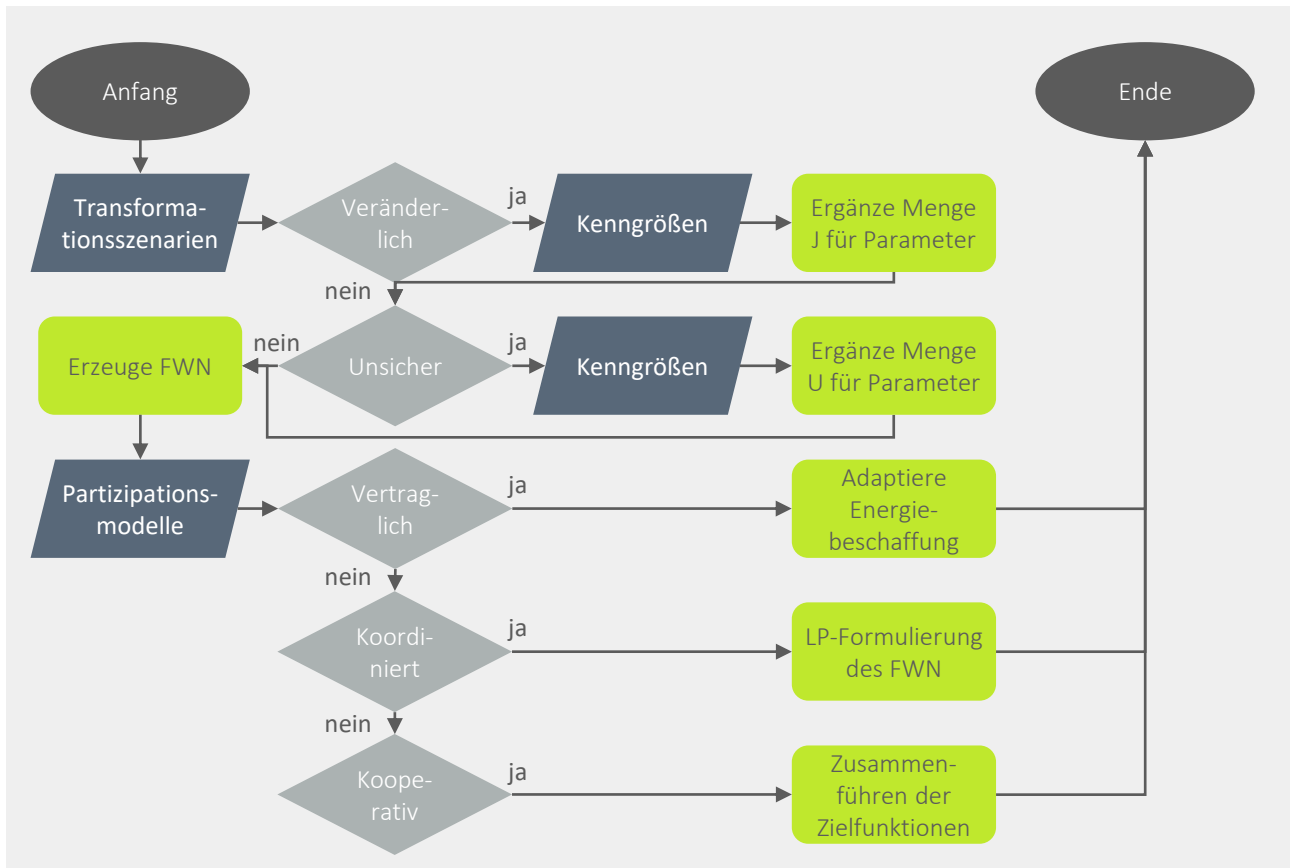 Anfang
Ende
Transforma-
tionsszenarien
Veränder-
lich
ja
Kenngrößen
Ergänze Menge
J für Parameter
nein
Erzeuge FWN
nein
Unsicher
ja
Kenngrößen
Ergänze Menge
U für Parameter
Partizipations-
modelle
Vertrag-
lich
ja
Adaptiere
Energie-
beschaffung
nein
Koordi-
niert
ja
LP-Formulierung
des FWN
nein
Koope-
rativ
ja
Zusammen-
führen der
Zielfunktionen